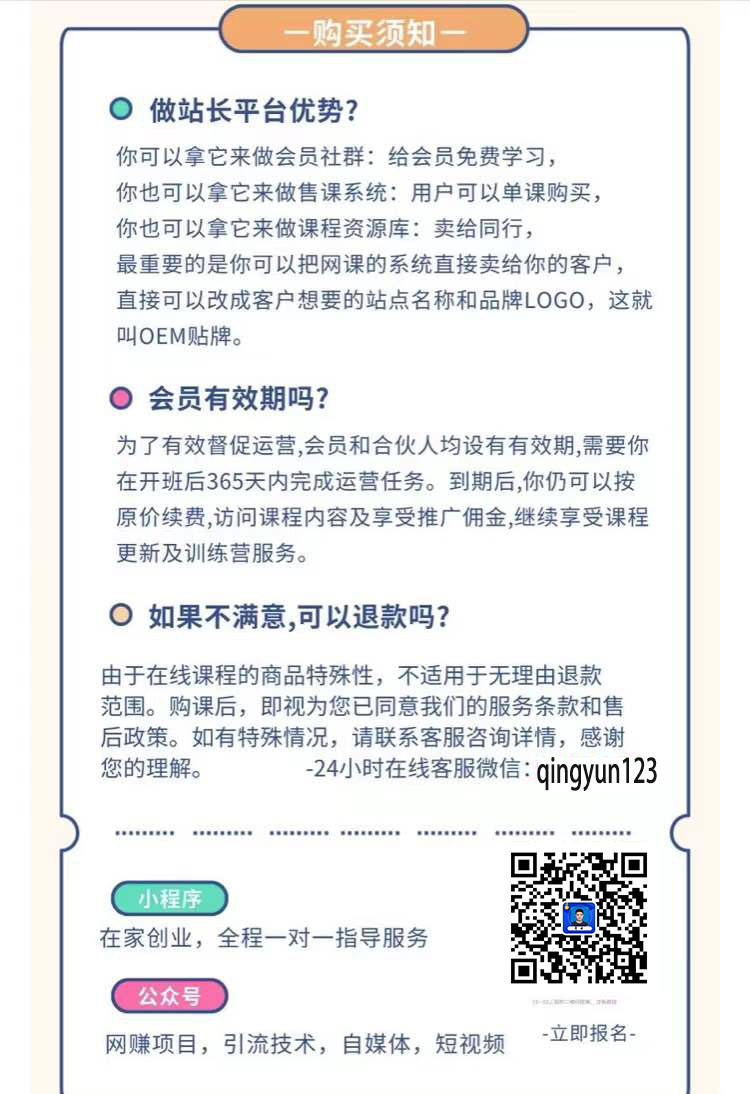 —购买须知—
做站长平台优势?
你可以拿它来做会员社群：给会员免费学习，
你也可以拿它来做售课系统：用户可以单课购买，
你也可以拿它来做课程资源库：卖给同行，
最重要的是你可以把网课的系统直接卖给你的客户，
直接可以改成客户想要的站点名称和品牌LOGO，这就
叫OEM贴牌。
会员有效期吗?
为了有效督促运营,会员和合伙人均设有有效期,需要你
在开班后365天内完成运营任务。到期后,你仍可以按
原价续费,访问课程内容及享受推广佣金,继续享受课程
更新及训练营服务。
如果不满意,可以退款吗?
由于在线课程的商品特殊性，不适用于无理由退款
范围。购课后，即视为您已同意我们的服务条款和售
后政策。如有特殊情况，请联系客服咨询详情，感谢
您的理解。 -24小时在线客服微信：qingyun123
小程序
在家创业，全程一对一指导服务
公众号
网赚项目，引流技术，自媒体，短视频
-立即报名-